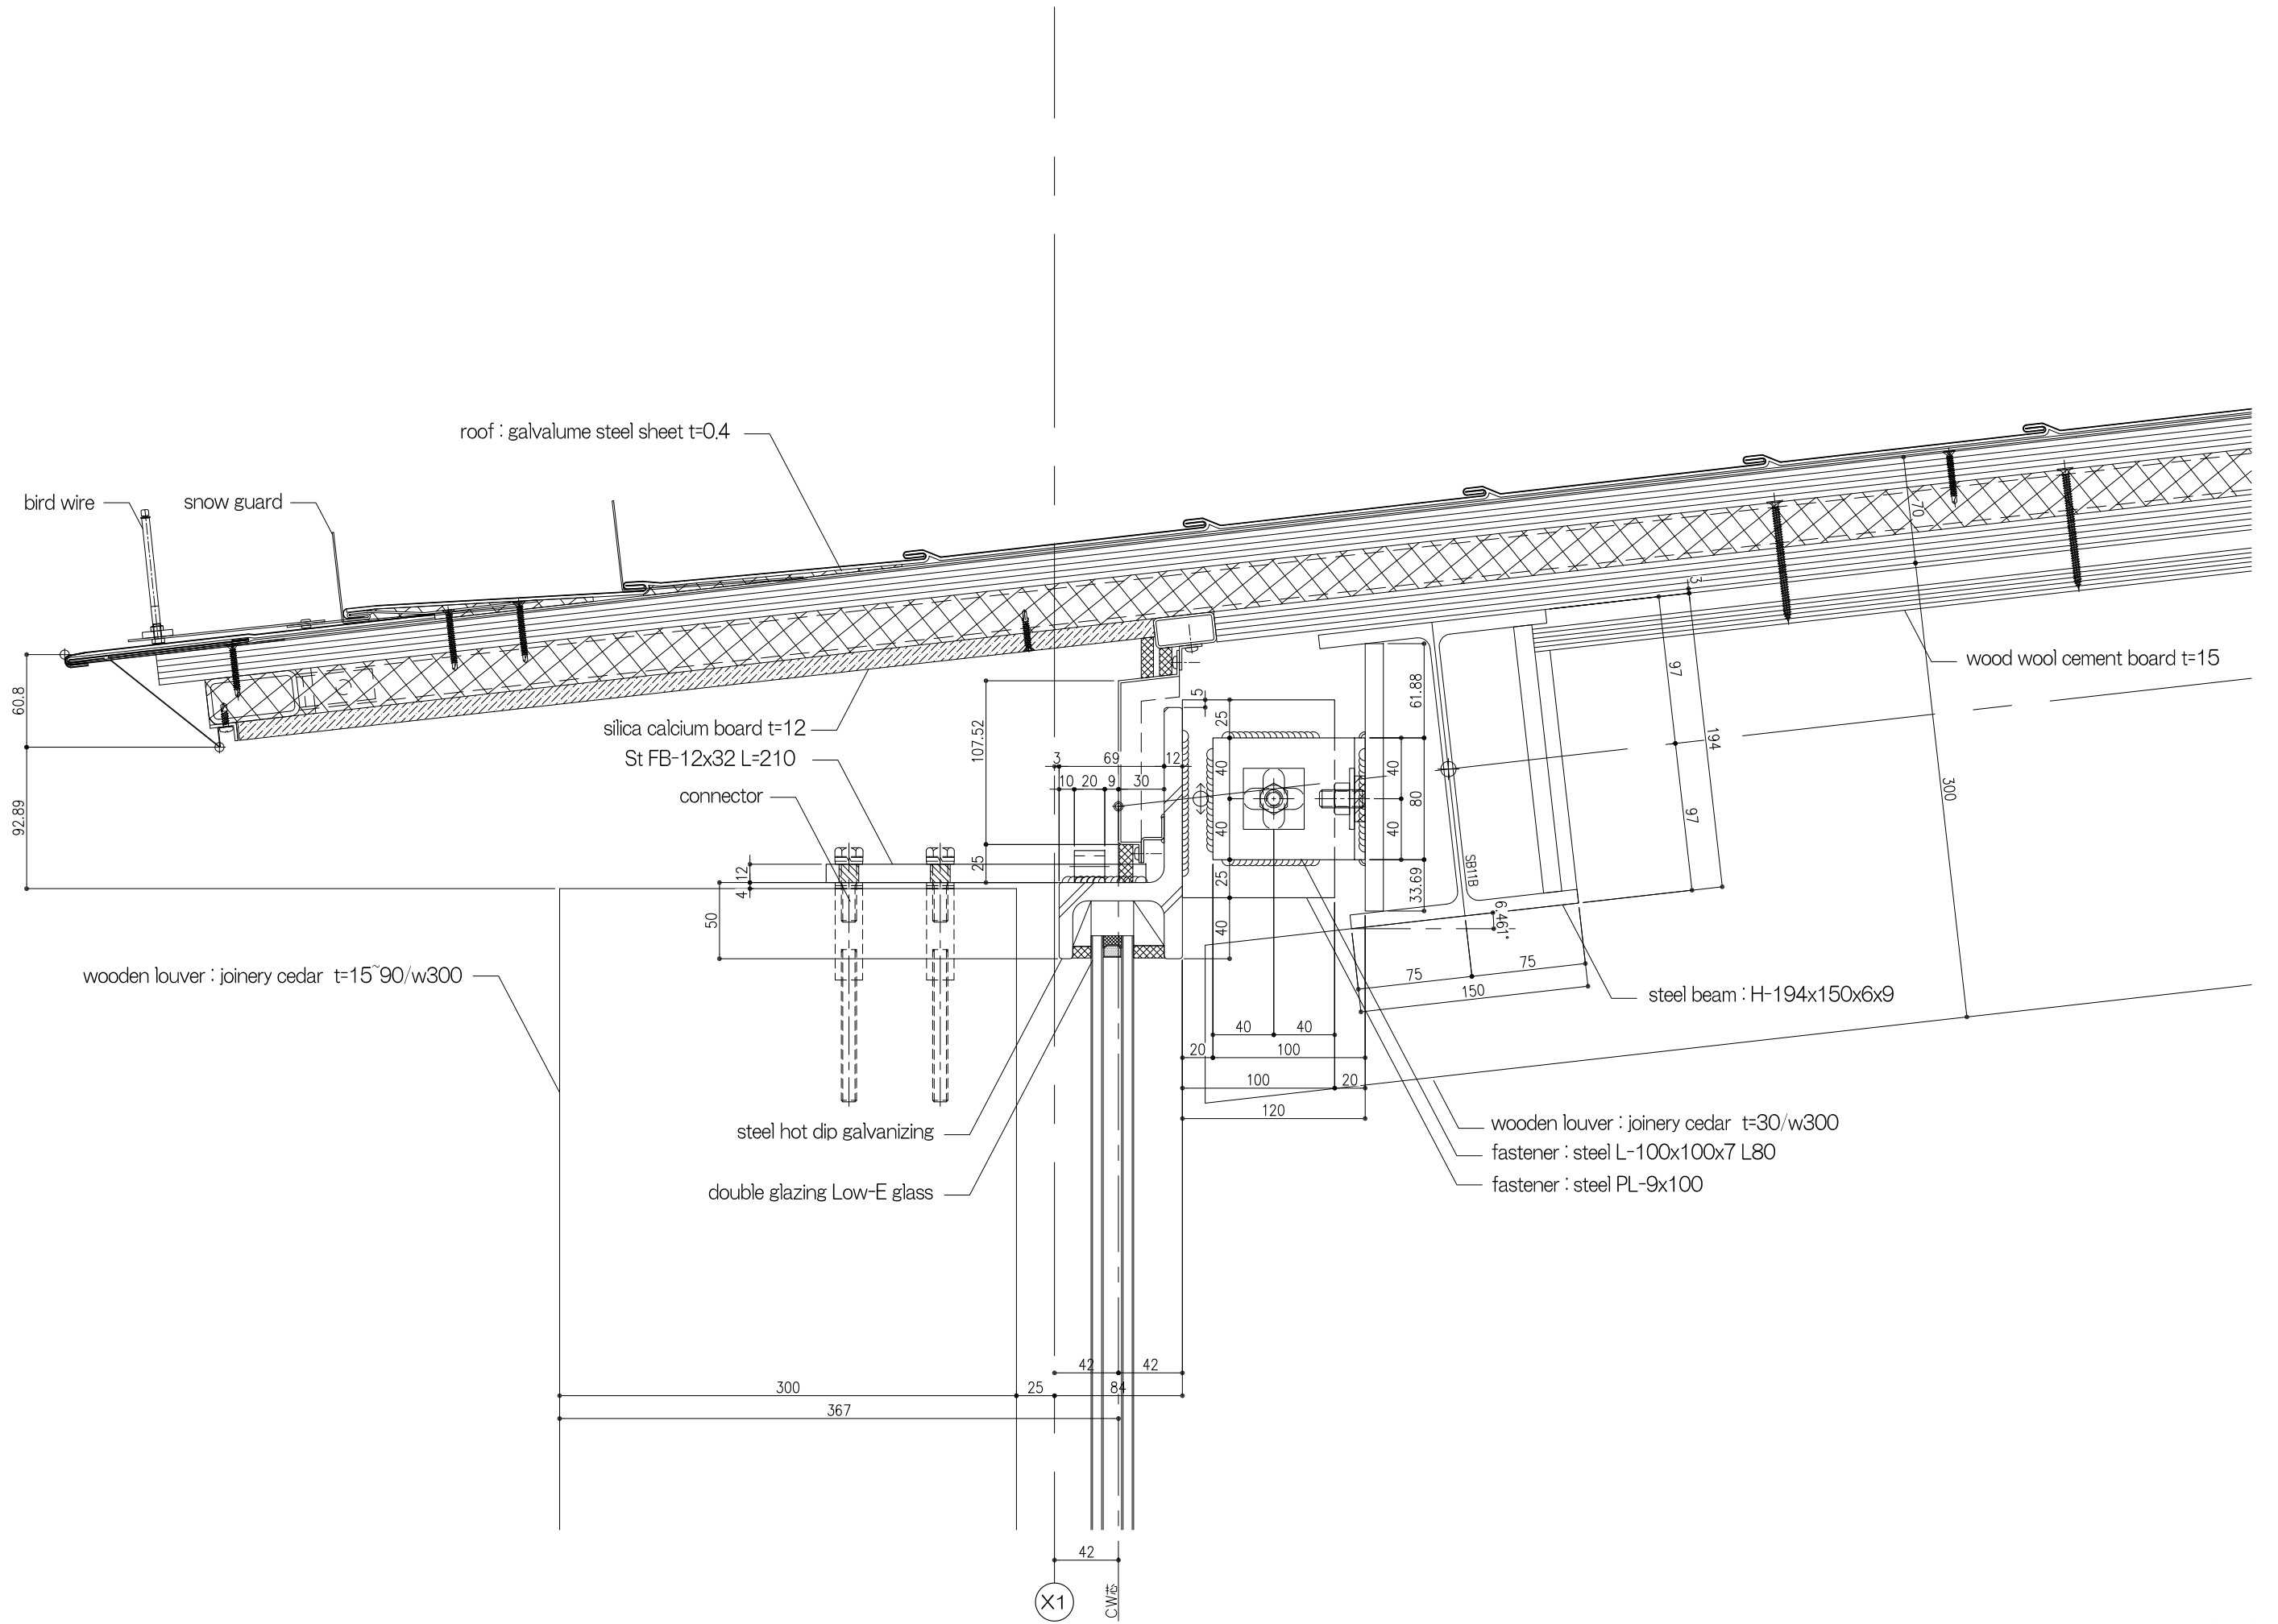 roof : galvalume steel sheet t=0.4
bird wire
snow guard
70
3
wood wool cement board t=15
60.8
61.88
97
silica calcium board t=12
5
25
107.52
194
St FB-12x32 L=210
3
69
12
40
40
300
connector
10
20
9
30
80
92.89
40
40
97
12
25
SB11B
4
25
33.69
50
40
6.461°
wooden louver : joinery cedar t=15~90/w300
75
75
150
steel beam : H-194x150x6x9
40
40
20
100
100
20
120
steel hot dip galvanizing
wooden louver : joinery cedar t=30/w300
fastener : steel L-100x100x7 L80
double glazing Low-E glass
fastener : steel PL-9x100
42
42
300
25
84
367
42
X1
CW芯